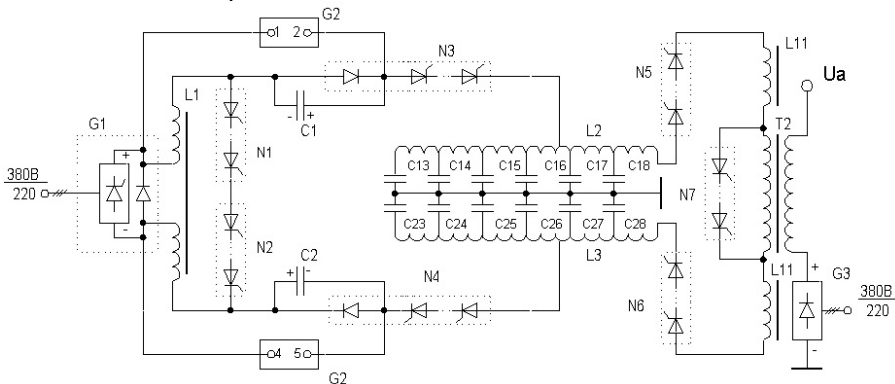 G2
1 2
N3
L1
G1
+
-
- +
C1
N1
N2
380В
220
C2
+ -
N4
4 5
G2
L2
C13 C14 C15 C16 C17 C18
C23 C24 C25 C26 C27 C28
L3
N5
N6
N7
L11
T2
Ua
L11
+
G3
-
380В
220